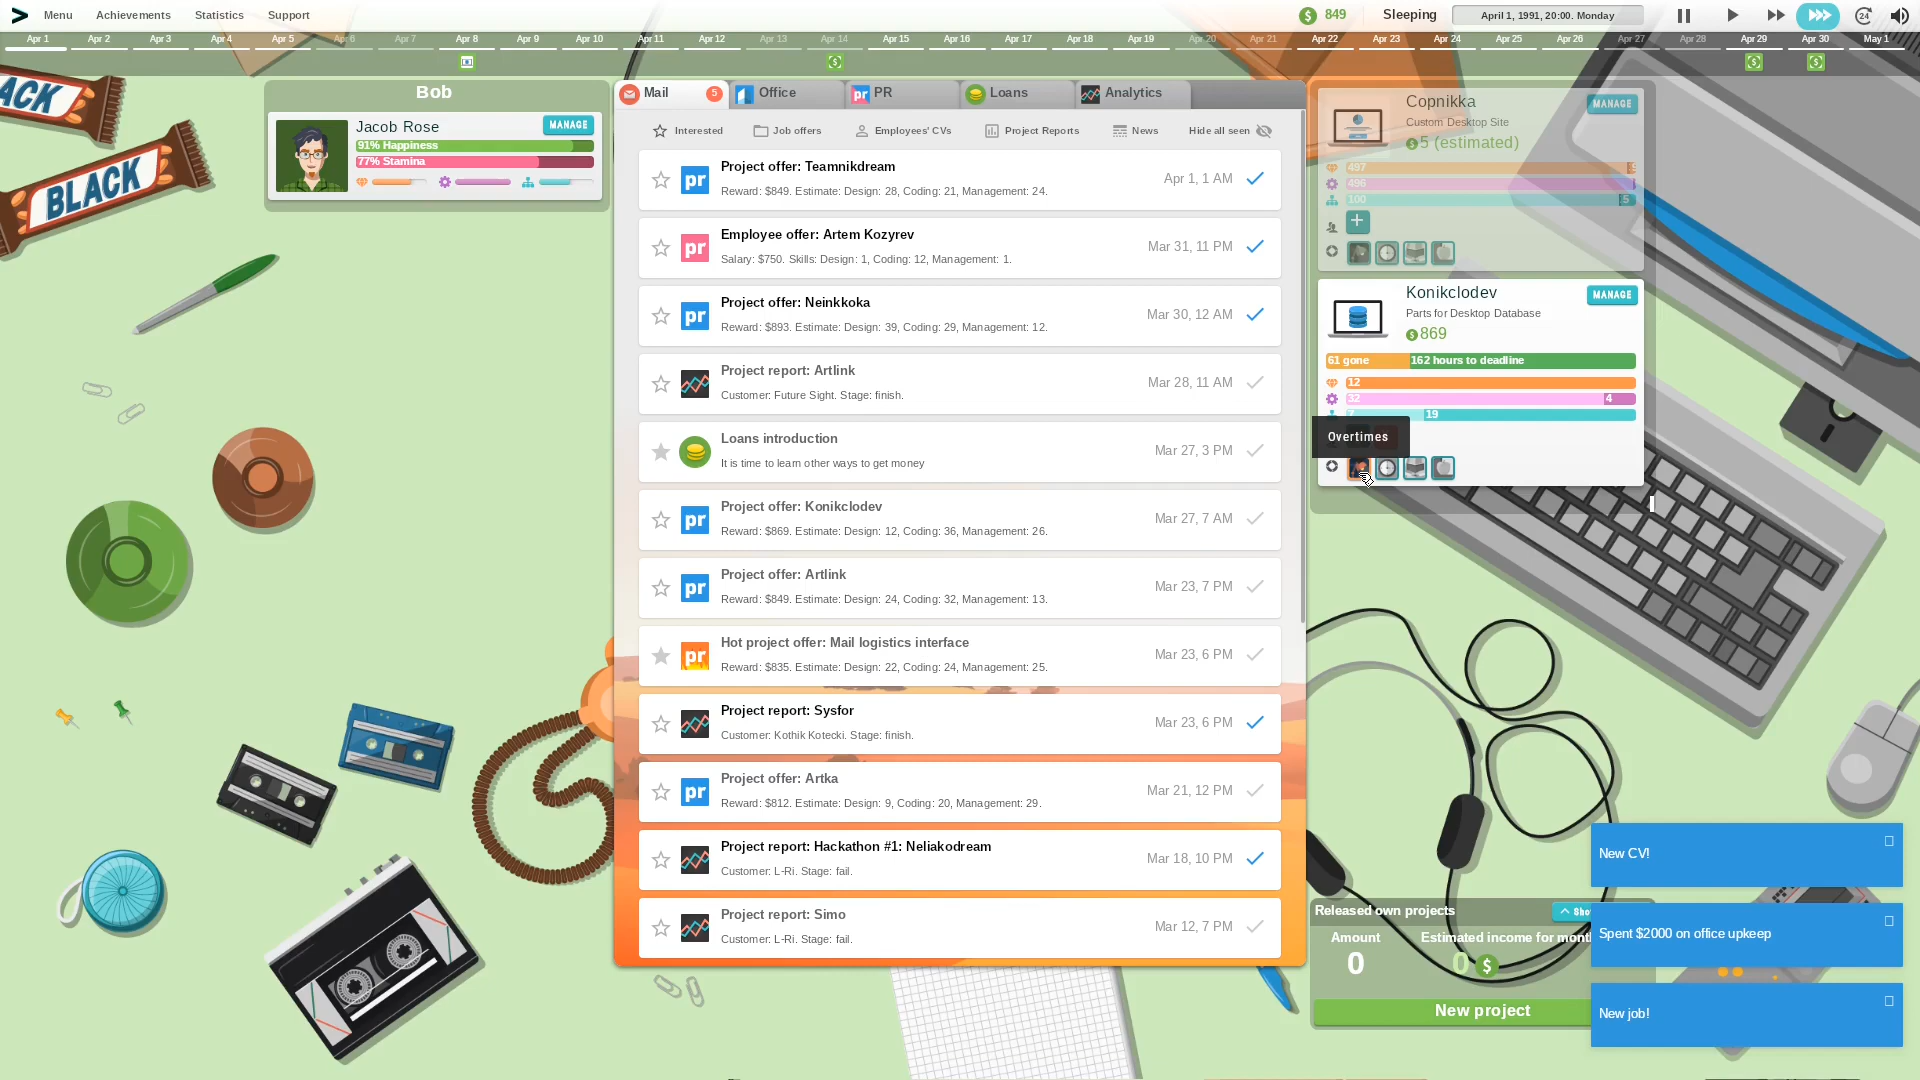 Menu
Achievements
Statistics
Support
849
Sleeping
April 1, 1991, 20:00. Monday
24
Apr 1
Apr 2
Apr 3
Apr 4
Apr 5
Apr 6
Apr 7
Apr 8
Apr 9
Apr 10
Apr 11
Apr 12
Apr 13
Apr 14
Apr 15
Apr 16
Apr 17
Apr 18
Apr 19
Apr 20
Apr 21
Apr 22
Apr 23
Apr 24
Apr 25
Apr 26
Apr 27
Apr 28
Apr 29
Apr 30
May 1
ACK
BLACK
Bob
Jacob Rose
MANAGE
91% Happiness
77% Stamina
Mail
5
Office
PR
Loans
Analytics
Interested
Job offers
Employees' CVs
Project Reports
News
Hide all seen
Project offer: Teamnikdream
Reward: $849. Estimate: Design: 28, Coding: 21, Management: 24.
Apr 1, 1 AM
Employee offer: Artem Kozyrev
Salary: $750. Skills: Design: 1, Coding: 12, Management: 1.
Mar 31, 11 PM
Project offer: Neinkkoka
Reward: $893. Estimate: Design: 39, Coding: 29, Management: 12.
Mar 30, 12 AM
Project report: Artlink
Customer: Future Sight. Stage: finish.
Mar 28, 11 AM
Loans introduction
It is time to learn other ways to get money
Mar 27, 3 PM
Project offer: Konikclodev
Reward: $869. Estimate: Design: 12, Coding: 36, Management: 26.
Mar 27, 7 AM
Project offer: Artlink
Reward: $849. Estimate: Design: 24, Coding: 32, Management: 13.
Mar 23, 7 PM
Hot project offer: Mail logistics interface
Reward: $835. Estimate: Design: 22, Coding: 24, Management: 25.
Mar 23, 6 PM
Project report: Sysfor
Customer: Kothik Kotecki. Stage: finish.
Mar 23, 6 PM
Project offer: Artka
Reward: $812. Estimate: Design: 9, Coding: 20, Management: 29.
Mar 21, 12 PM
Project report: Hackathon #1: Neliakodream
Customer: L-Ri. Stage: fail.
Mar 18, 10 PM
Project report: Simo
Customer: L-Ri. Stage: fail.
Mar 12, 7 PM
Copnikka
MANAGE
Custom Desktop Site
5 (estimated)
497
496
100
Konikclodev
MANAGE
Parts for Desktop Database
869
61 gone
162 hours to deadline
12
32
4
7
19
Overtimes
Released own projects
Amount
Estimated income for mont
0
0
New project
New CV!
Spent $2000 on office upkeep
New job!